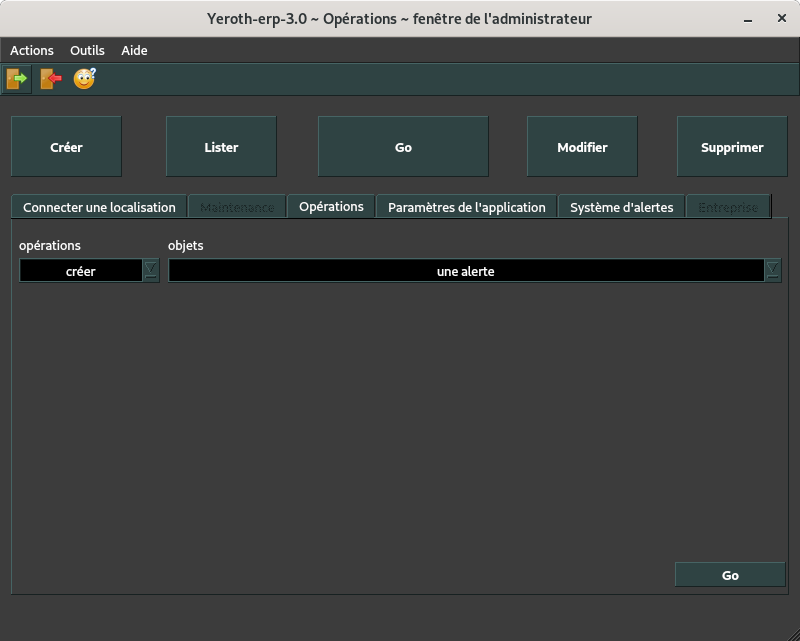 Yeroth-erp-3.0 ~ Opérations ~ fenêtre de l'administrateur
Actions Outils Aide
Créer Lister Go Modifier Supprimer
Connecter une localisation Maintenance Opérations Paramètres de l'application Système d'alertes Entreprise
opérations objets
créer une alerte
Go